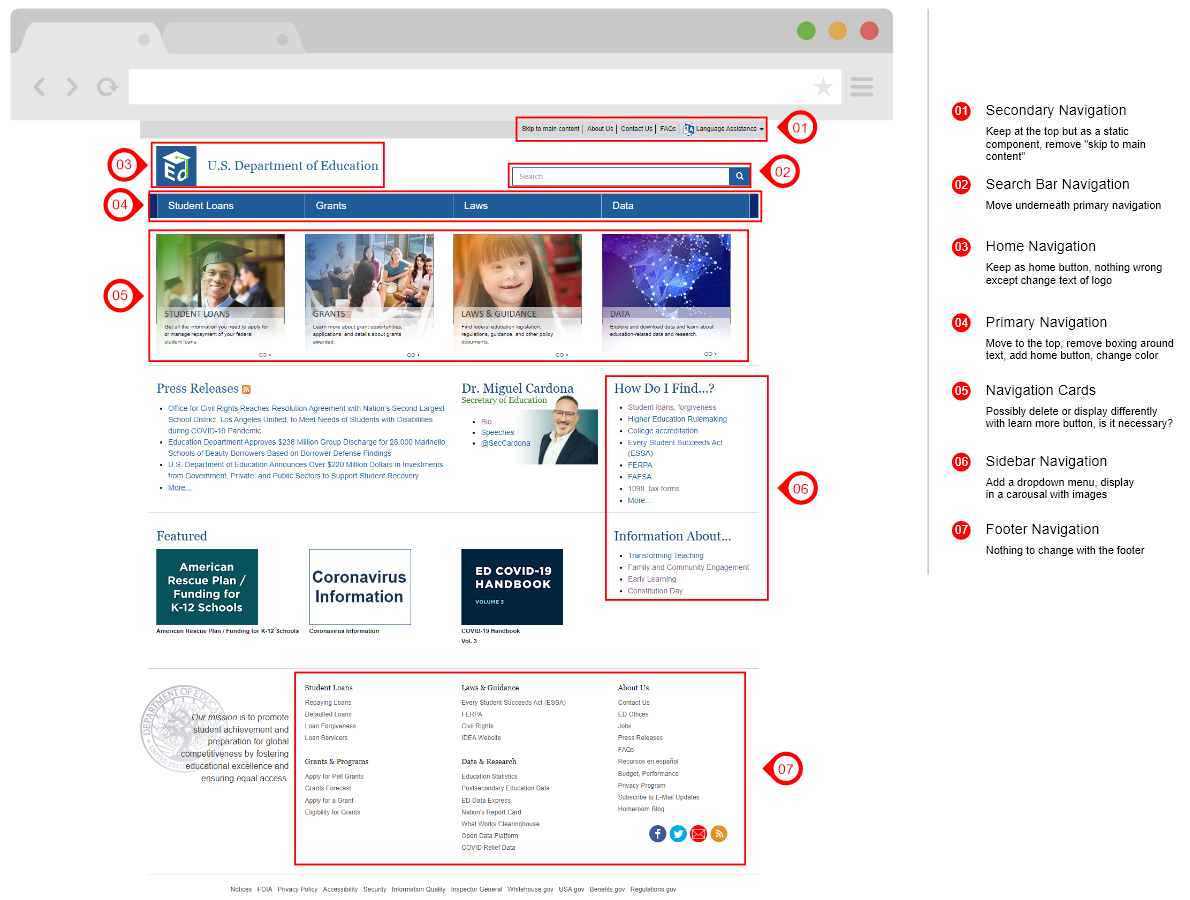 Skip to main content | About Us | Contact Us | FAQs | Language Assistance
01
03
Ed
U.S. Department of Education
Search...
02
04
Student Loans
Grants
Laws
Data
05
STUDENT LOANS
Get all the information you need to apply for
or manage repayment of your federal
student loans.
GO
GRANTS
Learn more about grant opportunities,
applications, and details about grants
awarded.
GO
LAWS & GUIDANCE
Find federal education legislation,
regulations, guidance, and other policy
documents.
GO
DATA
Explore and download data and learn about
education-related data and research.
GO
Press Releases
• Office for Civil Rights Reaches Resolution Agreement with Nation's Second Largest
School District, Los Angeles Unified, to Meet Needs of Students with Disabilities
during COVID-19 Pandemic
• Education Department Approves $238 Million Group Discharge for 28,000 Marinello
Schools of Beauty Borrowers Based on Borrower Defense Findings
• U.S. Department of Education Announces Over $220 Million Dollars in Investments
from Government, Private, and Public Sectors to Support Student Recovery
• More...
Dr. Miguel Cardona
Secretary of Education
• Bio
• Speeches
• @SecCardona
How Do I Find...?
• Student loans, forgiveness
• Higher Education Rulemaking
• College accreditation
• Every Student Succeeds Act
(ESSA)
• FERPA
• FAFSA
• 1098, tax forms
• More...
06
Featured
American
Rescue Plan /
Funding for
K-12 Schools
American Rescue Plan / Funding for K-12 Schools
Coronavirus
Information
Coronavirus Information
ED COVID-19
HANDBOOK
VOLUME 3
COVID-19 Handbook
Vol. 3
Information About...
• Transforming Teaching
• Family and Community Engagement
• Early Learning
• Constitution Day
Our mission is to promote
student achievement and
preparation for global
competitiveness by fostering
educational excellence and
ensuring equal access.
Student Loans
Repaying Loans
Defaulted Loans
Loan Forgiveness
Loan Servicers
Grants & Programs
Apply for Pell Grants
Grants Forecast
Apply for a Grant
Eligibility for Grants
Laws & Guidance
Every Student Succeeds Act (ESSA)
FERPA
Civil Rights
IDEA Website
Data & Research
Education Statistics
Postsecondary Education Data
ED Data Express
Nation's Report Card
What Works Clearinghouse
Open Data Platform
COVID Relief Data
About Us
Contact Us
ED Offices
Jobs
Press Releases
FAQs
Recursos en español
Budget, Performance
Privacy Program
Subscribe to E-Mail Updates
Homeroom Blog
07
Notices FOIA Privacy Policy Accessibility Security Information Quality Inspector General Whitehouse.gov USA.gov Benefits.gov Regulations.gov
01 Secondary Navigation
Keep at the top but as a static
component, remove "skip to main
content"
02 Search Bar Navigation
Move underneath primary navigation
03 Home Navigation
Keep as home button, nothing wrong
except change text of logo
04 Primary Navigation
Move to the top, remove boxing around
text, add home button, change color
05 Navigation Cards
Possibly delete or display differently
with learn more button, is it necessary?
06 Sidebar Navigation
Add a dropdown menu, display
in a carousal with images
07 Footer Navigation
Nothing to change with the footer